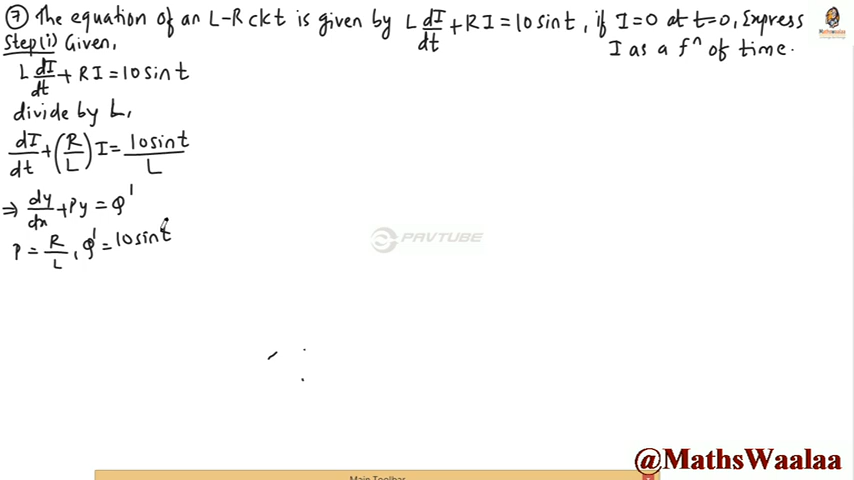 ⑦ The equation of an L-R ckt is given by L dI/dt + RI = 10 sin t, if I=0 at t=0, Express
I as a fⁿ of time.
Step(i) Given,
L dI/dt + RI = 10 sin t
divide by L,
dI/dt + (R/L) I = 10 sin t / L
⇒ dy/dx + Py = Q'
P = R/L, Q' = 10 sin t
MathsWaalaa
PAVTUBE
@MathsWaalaa
Main Toolbar